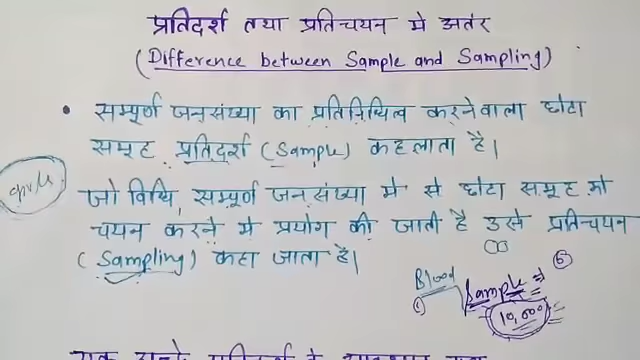 प्रतिदर्श तथा प्रतिचयन मे अतंर
(Difference between Sample and Sampling)
• सम्पूर्ण जनसंख्या का प्रतिनिधित्व करनेवाला छोटा
समूह प्रतिदर्श (Sample) कहलाता है।
जो विधि, सम्पूर्ण जनसंख्या मे से छोटा समूह को
चयन करने मे प्रयोग की जाती है उसे प्रतिचयन
(Sampling) कहा जाता है।
Blood
Sample ⇒
10,000